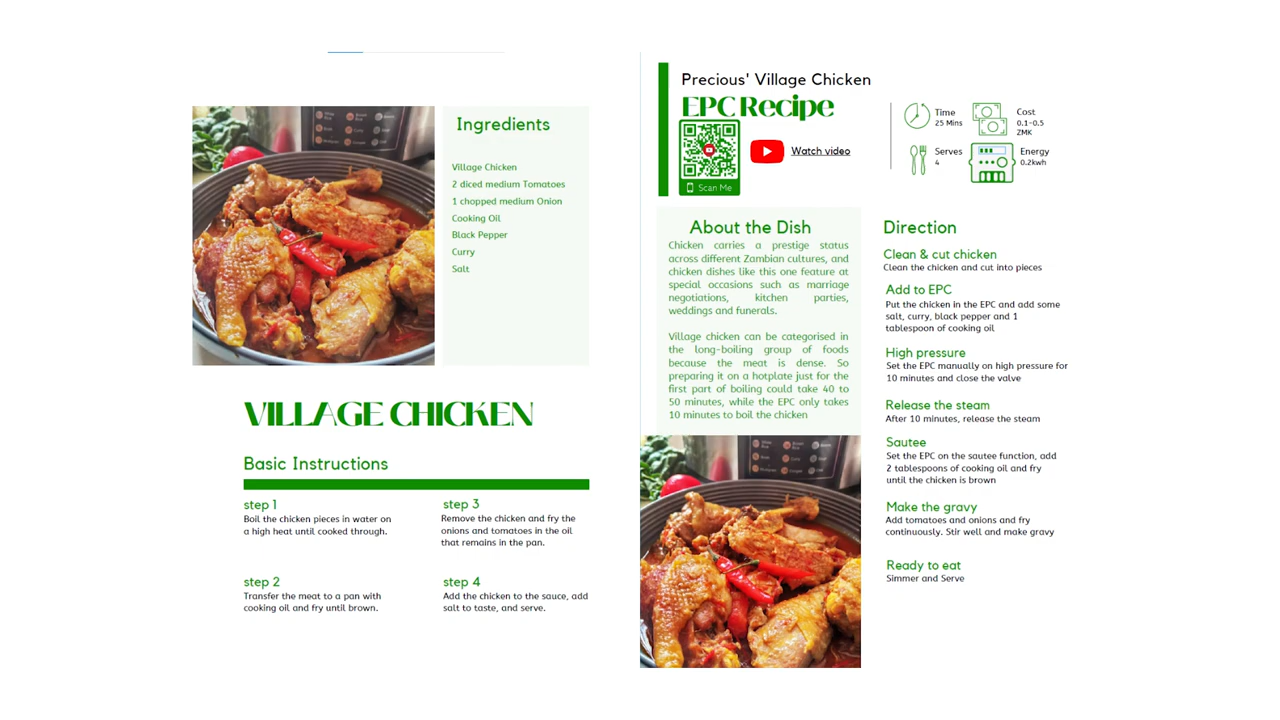 Ingredients
Village Chicken
2 diced medium Tomatoes
1 chopped medium Onion
Cooking Oil
Black Pepper
Curry
Salt
VILLAGE CHICKEN
Basic Instructions
step 1
Boil the chicken pieces in water on
a high heat until cooked through.
step 2
Transfer the meat to a pan with
cooking oil and fry until brown.
step 3
Remove the chicken and fry the
onions and tomatoes in the oil
that remains in the pan.
step 4
Add the chicken to the sauce, add
salt to taste, and serve.
Precious' Village Chicken
EPC Recipe
Scan Me
Watch video
Time
25 Mins
Cost
0.1-0.5
ZMK
Serves
4
Energy
0.2kwh
About the Dish
Chicken carries a prestige status
across different Zambian cultures, and
chicken dishes like this one feature at
special occasions such as marriage
negotiations, kitchen parties,
weddings and funerals.
Village chicken can be categorised in
the long-boiling group of foods
because the meat is dense. So
preparing it on a hotplate just for the
first part of boiling could take 40 to
50 minutes, while the EPC only takes
10 minutes to boil the chicken
Direction
Clean & cut chicken
Clean the chicken and cut into pieces
Add to EPC
Put the chicken in the EPC and add some
salt, curry, black pepper and 1
tablespoon of cooking oil
High pressure
Set the EPC manually on high pressure for
10 minutes and close the valve
Release the steam
After 10 minutes, release the steam
Sautee
Set the EPC on the sautee function, add
2 tablespoons of cooking oil and fry
until the chicken is brown
Make the gravy
Add tomatoes and onions and fry
continuously. Stir well and make gravy
Ready to eat
Simmer and Serve